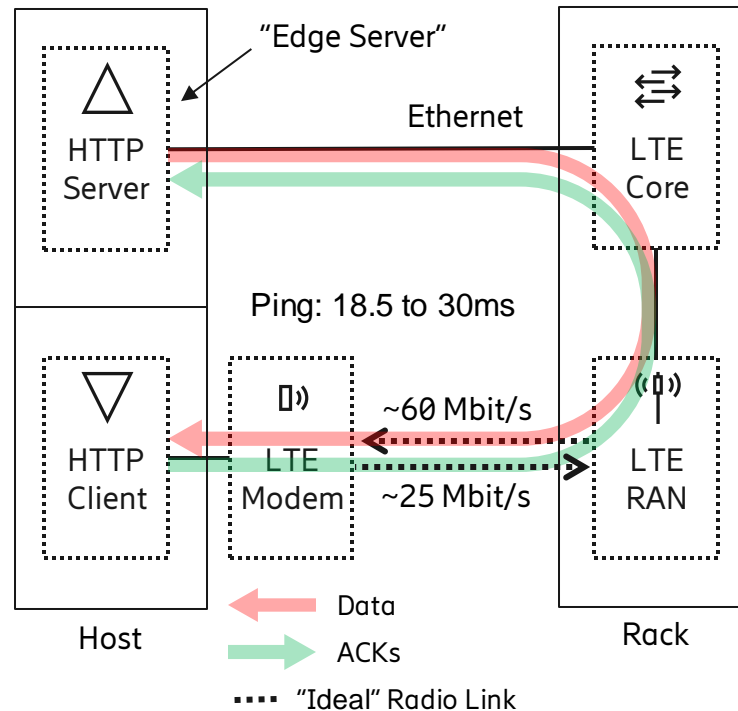 “Edge Server”
HTTP
Server
Ethernet
LTE
Core
Ping: 18.5 to 30ms
HTTP
Client
LTE
Modem
~60 Mbit/s
~25 Mbit/s
LTE
RAN
Host
Rack
Data
ACKs
“Ideal” Radio Link